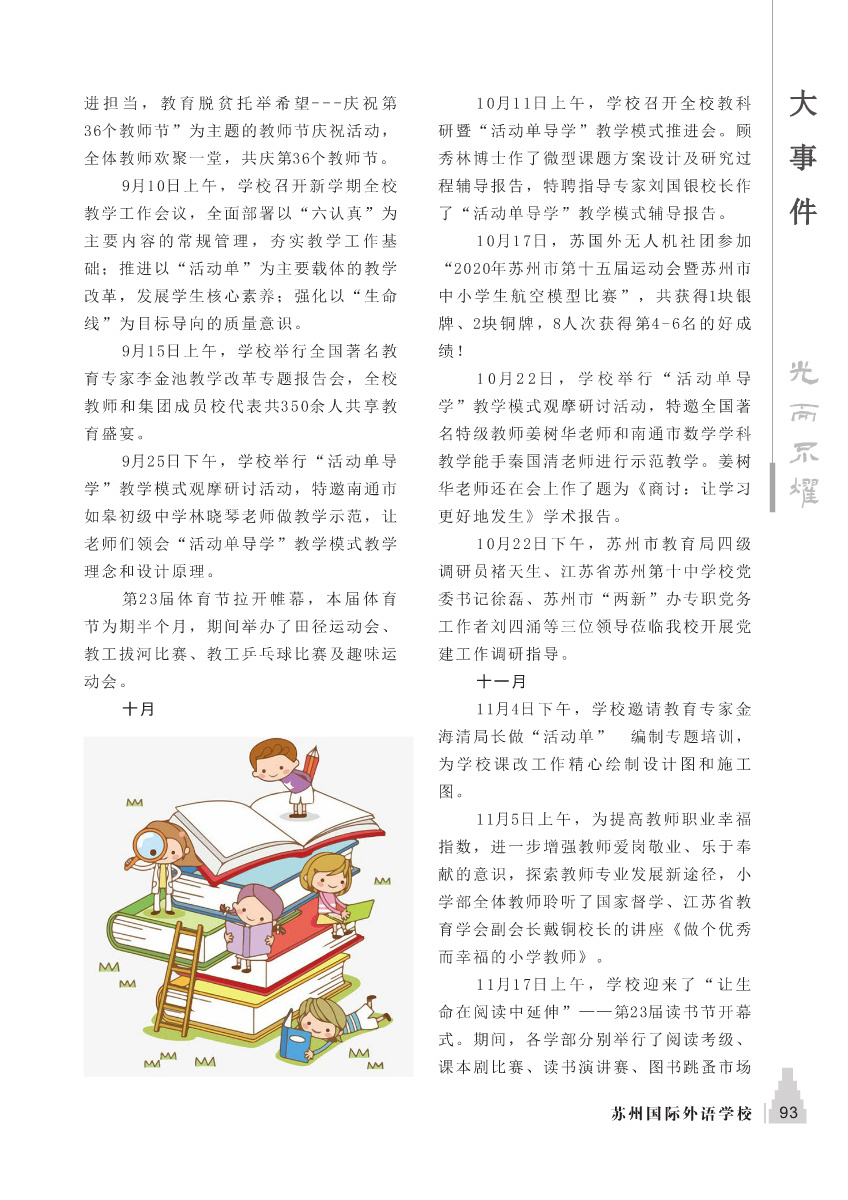 进担当，教育脱贫托举希望---庆祝第
36个教师节”为主题的教师节庆祝活动，
全体教师欢聚一堂，共庆第36个教师节。
9月10日上午，学校召开新学期全校
教学工作会议，全面部署以“六认真”为
主要内容的常规管理，夯实教学工作基
础；推进以“活动单”为主要载体的教学
改革，发展学生核心素养；强化以“生命
线”为目标导向的质量意识。
9月15日上午，学校举行全国著名教
育专家李金池教学改革专题报告会，全校
教师和集团成员校代表共350余人共享教
育盛宴。
9月25日下午，学校举行“活动单导
学”教学模式观摩研讨活动，特邀南通市
如皋初级中学林晓琴老师做教学示范，让
老师们领会“活动单导学”教学模式教学
理念和设计原理。
第23届体育节拉开帷幕，本届体育
节为期半个月，期间举办了田径运动会、
教工拔河比赛、教工乒乓球比赛及趣味运
动会。
十月
10月11日上午，学校召开全校教科
研暨“活动单导学”教学模式推进会。顾
秀林博士作了微型课题方案设计及研究过
程辅导报告，特聘指导专家刘国银校长作
了“活动单导学”教学模式辅导报告。
10月17日，苏国外无人机社团参加
“2020年苏州市第十五届运动会暨苏州市
中小学生航空模型比赛”，共获得1块银
牌、2块铜牌，8人次获得第4-6名的好成
绩！
10月22日，学校举行“活动单导
学”教学模式观摩研讨活动，特邀全国著
名特级教师姜树华老师和南通市数学学科
教学能手秦国清老师进行示范教学。姜树
华老师还在会上作了题为《商讨：让学习
更好地发生》学术报告。
10月22日下午，苏州市教育局四级
调研员褚天生、江苏省苏州第十中学校党
委书记徐磊、苏州市“两新”办专职党务
工作者刘四涌等三位领导莅临我校开展党
建工作调研指导。
十一月
11月4日下午，学校邀请教育专家金
海清局长做“活动单”　编制专题培训，
为学校课改工作精心绘制设计图和施工
图。
11月5日上午，为提高教师职业幸福
指数，进一步增强教师爱岗敬业、乐于奉
献的意识，探索教师专业发展新途径，小
学部全体教师聆听了国家督学、江苏省教
育学会副会长戴铜校长的讲座《做个优秀
而幸福的小学教师》。
11月17日上午，学校迎来了“让生
命在阅读中延伸”——第23届读书节开幕
式。期间，各学部分别举行了阅读考级、
课本剧比赛、读书演讲赛、图书跳蚤市场
大事件
光而不耀
苏州国际外语学校
93